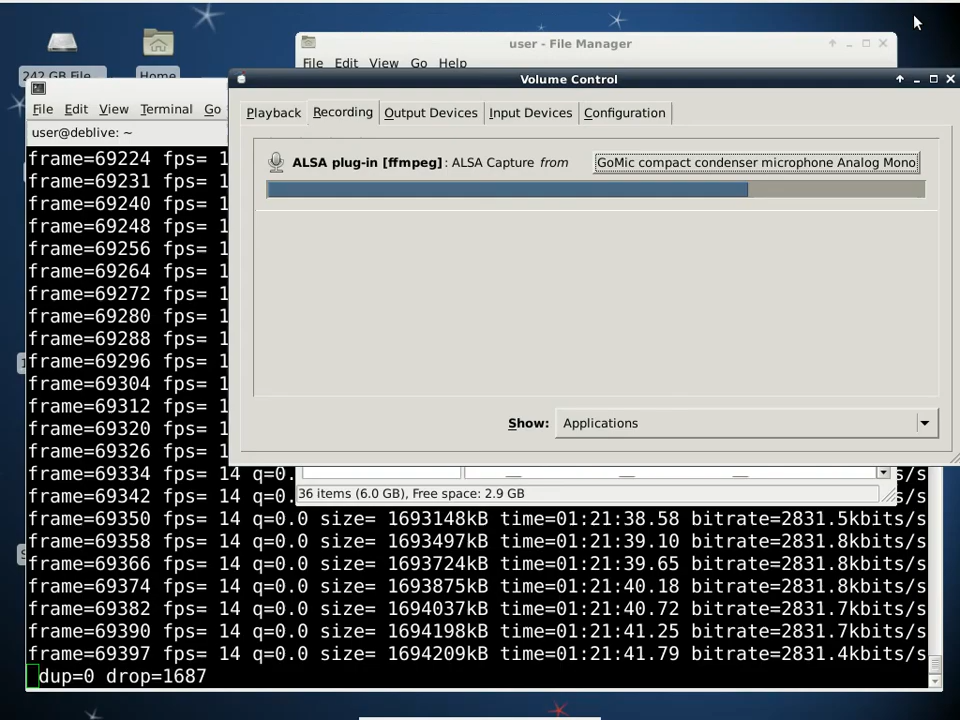 242 GB File...
Home
user - File Manager
File Edit View Go Help
Volume Control
File Edit View Terminal Go
Playback Recording Output Devices Input Devices Configuration
user@deblive: ~
ALSA plug-in [ffmpeg]: ALSA Capture from GoMic compact condenser microphone Analog Mono
frame=69224 fps= 1
frame=69231 fps= 1
frame=69240 fps= 1
frame=69248 fps= 1
frame=69256 fps= 1
frame=69264 fps= 1
frame=69272 fps= 1
frame=69280 fps= 1
frame=69288 fps= 1
frame=69296 fps= 1
frame=69304 fps= 1
frame=69312 fps= 1
frame=69320 fps= 1
frame=69326 fps= 1
Show: Applications
frame=69334 fps= 14 q=0. s/s
36 items (6.0 GB), Free space: 2.9 GB
frame=69342 fps= 14 q=0. s/s
frame=69350 fps= 14 q=0.0 size= 1693148kB time=01:21:38.58 bitrate=2831.5kbits/s
frame=69358 fps= 14 q=0.0 size= 1693497kB time=01:21:39.10 bitrate=2831.8kbits/s
frame=69366 fps= 14 q=0.0 size= 1693724kB time=01:21:39.65 bitrate=2831.8kbits/s
frame=69374 fps= 14 q=0.0 size= 1693875kB time=01:21:40.18 bitrate=2831.8kbits/s
frame=69382 fps= 14 q=0.0 size= 1694037kB time=01:21:40.72 bitrate=2831.7kbits/s
frame=69390 fps= 14 q=0.0 size= 1694198kB time=01:21:41.25 bitrate=2831.7kbits/s
frame=69397 fps= 14 q=0.0 size= 1694209kB time=01:21:41.79 bitrate=2831.4kbits/s
dup=0 drop=1687